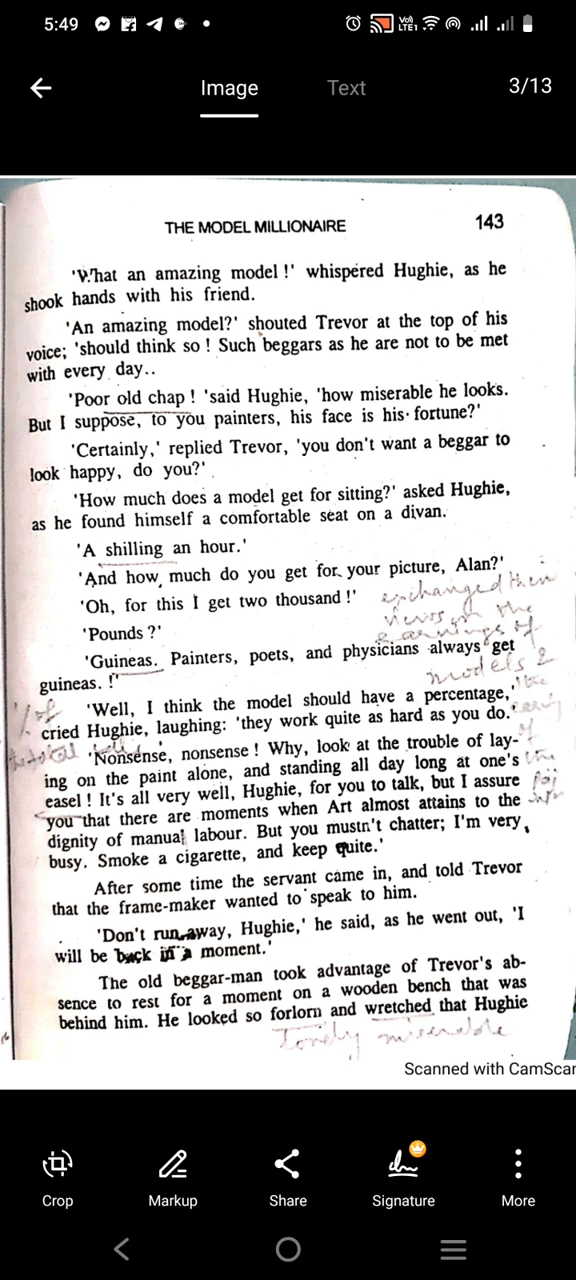 5:49
Vol)
LTE1
Image
Text
3/13
THE MODEL MILLIONAIRE
143
'What an amazing model !' whispered Hughie, as he
shook hands with his friend.
'An amazing model?' shouted Trevor at the top of his
voice; 'should think so ! Such beggars as he are not to be met
with every day..
'Poor old chap ! 'said Hughie, 'how miserable he looks.
But I suppose, to you painters, his face is his fortune?'
'Certainly,' replied Trevor, 'you don't want a beggar to
look happy, do you?'
'How much does a model get for sitting?' asked Hughie,
as he found himself a comfortable seat on a divan.
'A shilling an hour.'
'And how much do you get for your picture, Alan?'
'Oh, for this I get two thousand !'
exchanged their
views on the
'Pounds ?'
earnings of
'Guineas. Painters, poets, and physicians always get
guineas. !'
models &
'Well, I think the model should have a percentage,'
% of
cried Hughie, laughing: 'they work quite as hard as you do.'
the total
'Nonsense, nonsense ! Why, look at the trouble of lay-
ing on the paint alone, and standing all day long at one's
easel ! It's all very well, Hughie, for you to talk, but I assure
you that there are moments when Art almost attains to the
dignity of manual labour. But you mustn't chatter; I'm very
busy. Smoke a cigarette, and keep quite.'
After some time the servant came in, and told Trevor
that the frame-maker wanted to speak to him.
'Don't run away, Hughie,' he said, as he went out, 'I
will be back in a moment.'
The old beggar-man took advantage of Trevor's ab-
sence to rest for a moment on a wooden bench that was
behind him. He looked so forlorn and wretched that Hughie
lonely miserable
Scanned with CamScan
Crop
Markup
Share
Signature
More